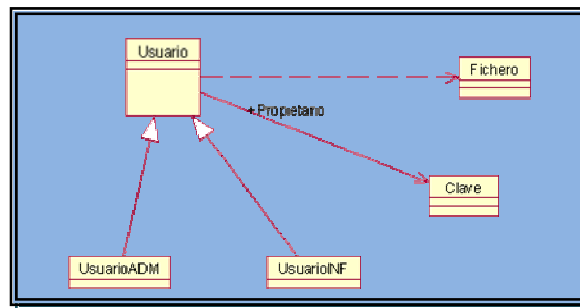 Usuario
Fichero
+Propietario
Clave
UsuarioADM
UsuarioINF